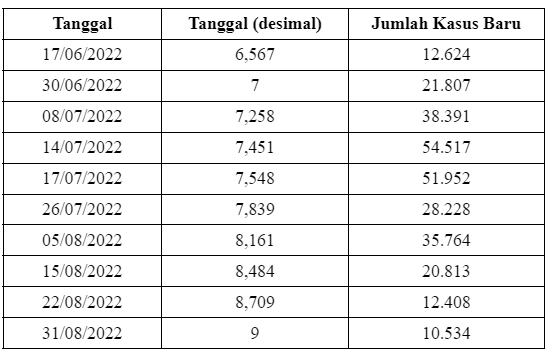 Tanggal Tanggal (desimal) Jumlah Kasus Baru
17/06/2022 6,567 12.624
30/06/2022 7 21.807
08/07/2022 7,258 38.391
14/07/2022 7,451 54.517
17/07/2022 7,548 51.952
26/07/2022 7,839 28.228
05/08/2022 8,161 35.764
15/08/2022 8,484 20.813
22/08/2022 8,709 12.408
31/08/2022 9 10.534